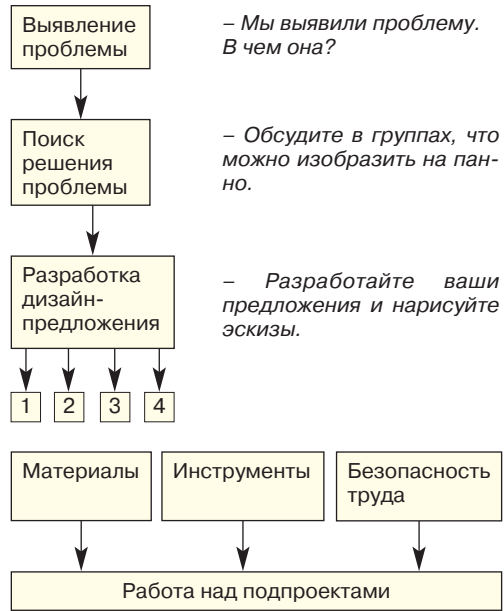 Выявление
проблемы
– Мы выявили проблему.
В чем она?
Поиск
решения
проблемы
– Обсудите в группах, что
можно изобразить на пан-
но.
Разработка
дизайн-
предложения
– Разработайте ваши
предложения и нарисуйте
эскизы.
1 2 3 4
Материалы
Инструменты
Безопасность
труда
Работа над подпроектами